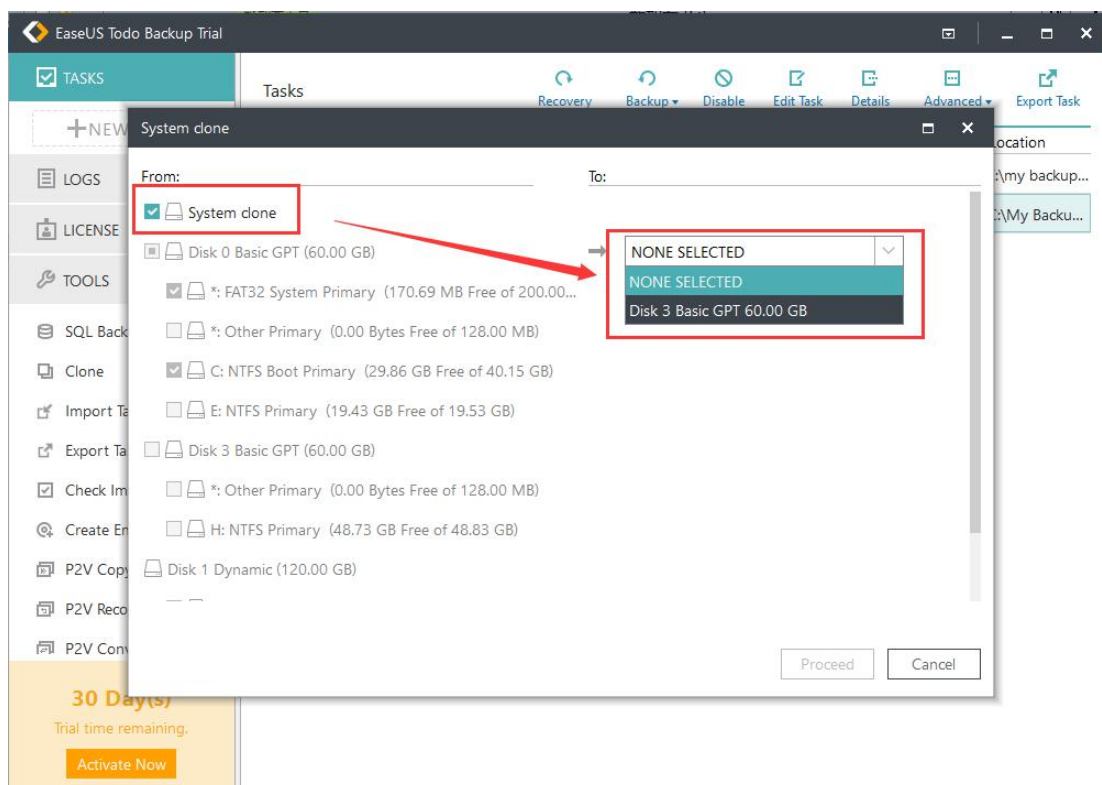 EaseUS Todo Backup Trial
TASKS
Tasks
Recovery
Backup
Disable
Edit Task
Details
Advanced
Export Task
NEW
System clone
LOGS
LICENSE
TOOLS
SQL Back
Clone
Import Ta
Export Ta
Check Im
Create En
P2V Copy
P2V Reco
P2V Conv
30 Day(s)
Trial time remaining.
Activate Now
From:
To:
System clone
Disk 0 Basic GPT (60.00 GB)
*: FAT32 System Primary (170.69 MB Free of 200.00...
*: Other Primary (0.00 Bytes Free of 128.00 MB)
C: NTFS Boot Primary (29.86 GB Free of 40.15 GB)
E: NTFS Primary (19.43 GB Free of 19.53 GB)
Disk 3 Basic GPT (60.00 GB)
*: Other Primary (0.00 Bytes Free of 128.00 MB)
H: NTFS Primary (48.73 GB Free of 48.83 GB)
Disk 1 Dynamic (120.00 GB)
NONE SELECTED
NONE SELECTED
Disk 3 Basic GPT 60.00 GB
Proceed
Cancel
ocation
:\my backup...
:\My Backu...